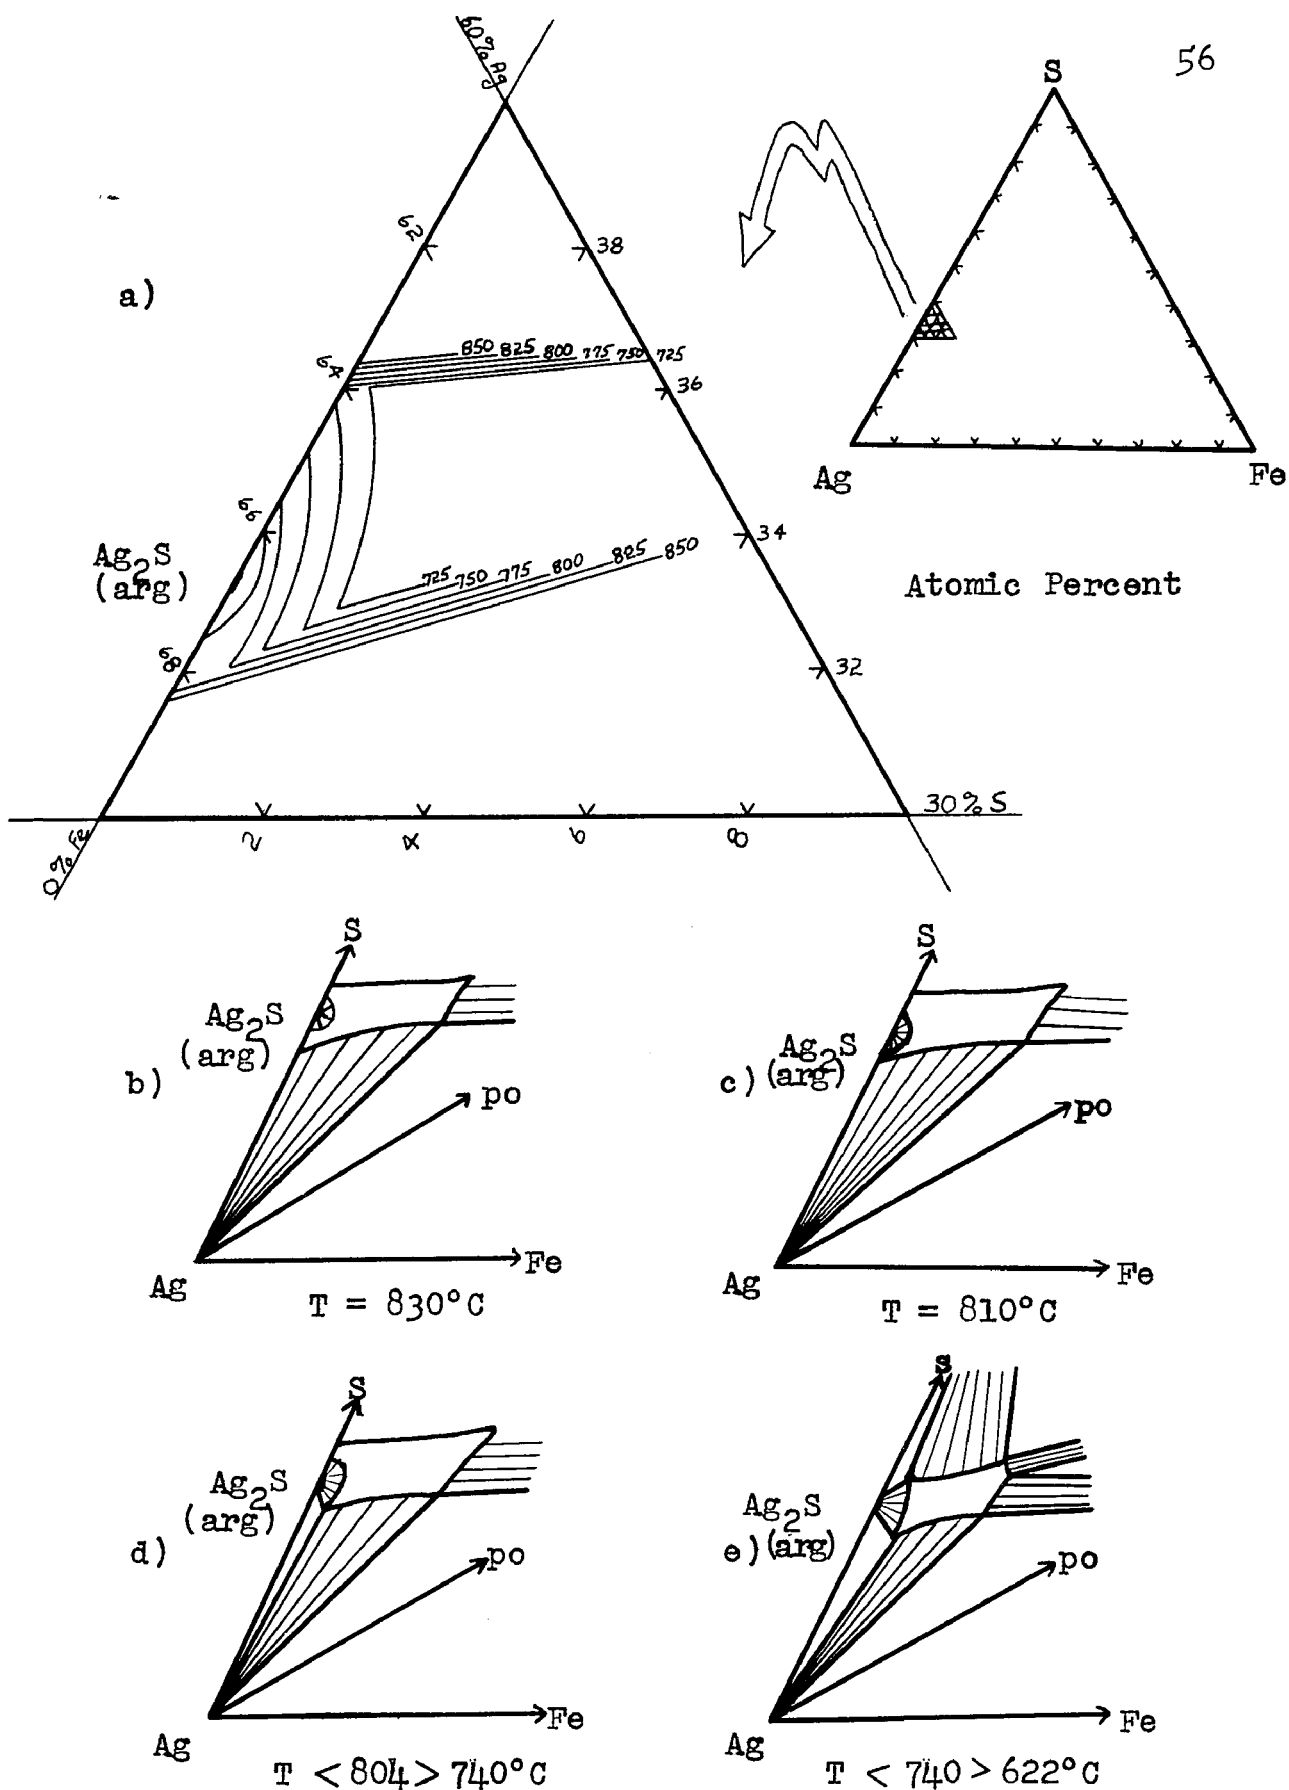 56
60% Ag
S
62
38
a)
850 825 800 775 750 725
64
36
Ag
Fe
66
34
Ag2S
(arg)
725 750 775 800 825 850
Atomic Percent
68
32
30% S
0% Fe
2
4
6
8
S
Ag2S
(arg)
b)
po
Ag
Fe
T = 830°C
S
Ag2S
c) (arg)
po
Ag
Fe
T = 810°C
S
Ag2S
(arg)
d)
po
Ag
Fe
T < 804 > 740°C
S
Ag2S
e) (arg)
po
Ag
Fe
T < 740 > 622°C